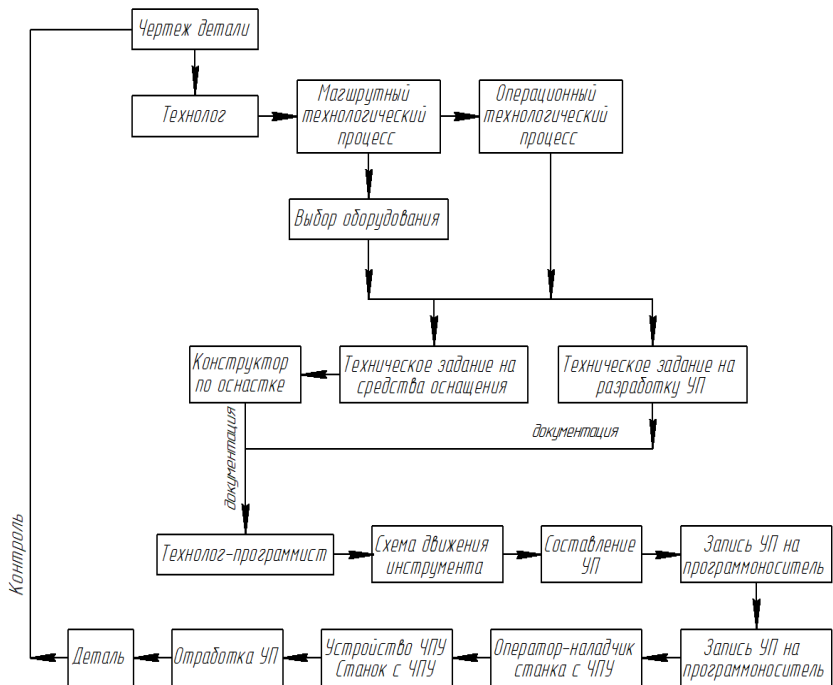 Чертеж детали
Технолог
Магшрутный
технологический
процесс
Операционный
технологический
процесс
Выбор оборудования
Конструктор
по оснастке
Техническое задание на
средства оснащения
Техническое задание на
разработку УП
документация
документация
Контроль
Технолог-программист
Схема движения
инструмента
Составление
УП
Запись УП на
программоноситель
Деталь
Отработка УП
Устройство ЧПУ
Станок с ЧПУ
Оператор-наладчик
станка с ЧПУ
Запись УП на
программоноситель